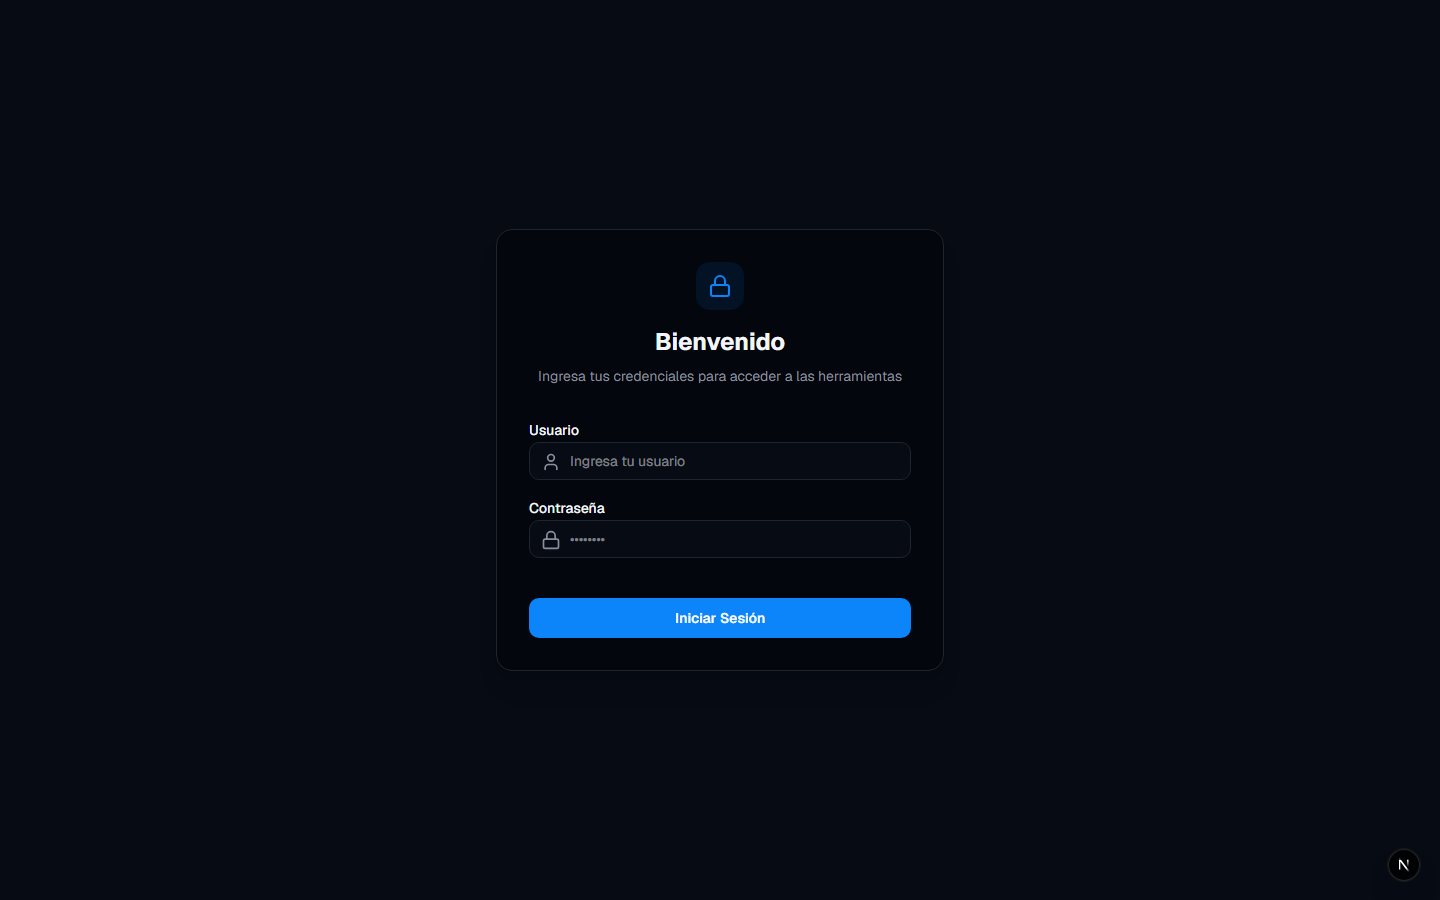 Bienvenido
Ingresa tus credenciales para acceder a las herramientas
Usuario
Ingresa tu usuario
Contraseña
••••••••
Iniciar Sesión
N